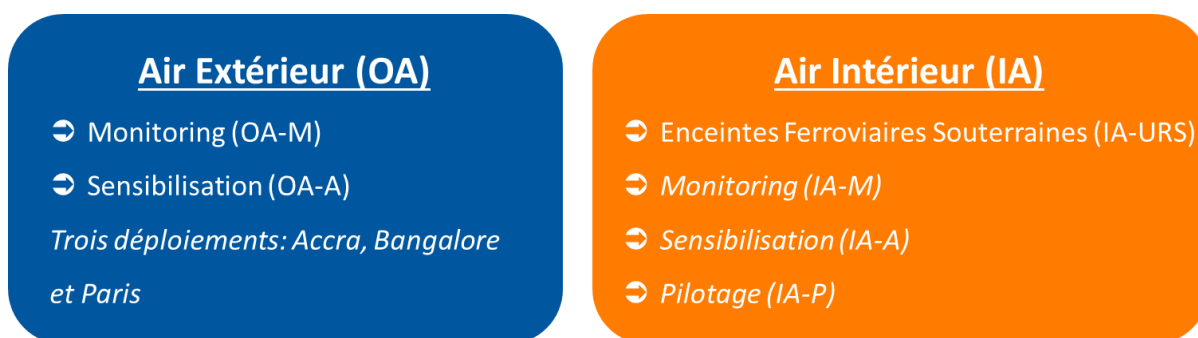 Air Extérieur (OA)
➲ Monitoring (OA-M)
➲ Sensibilisation (OA-A)
Trois déploiements: Accra, Bangalore
et Paris
Air Intérieur (IA)
➲ Enceintes Ferroviaires Souterraines (IA-URS)
➲ Monitoring (IA-M)
➲ Sensibilisation (IA-A)
➲ Pilotage (IA-P)